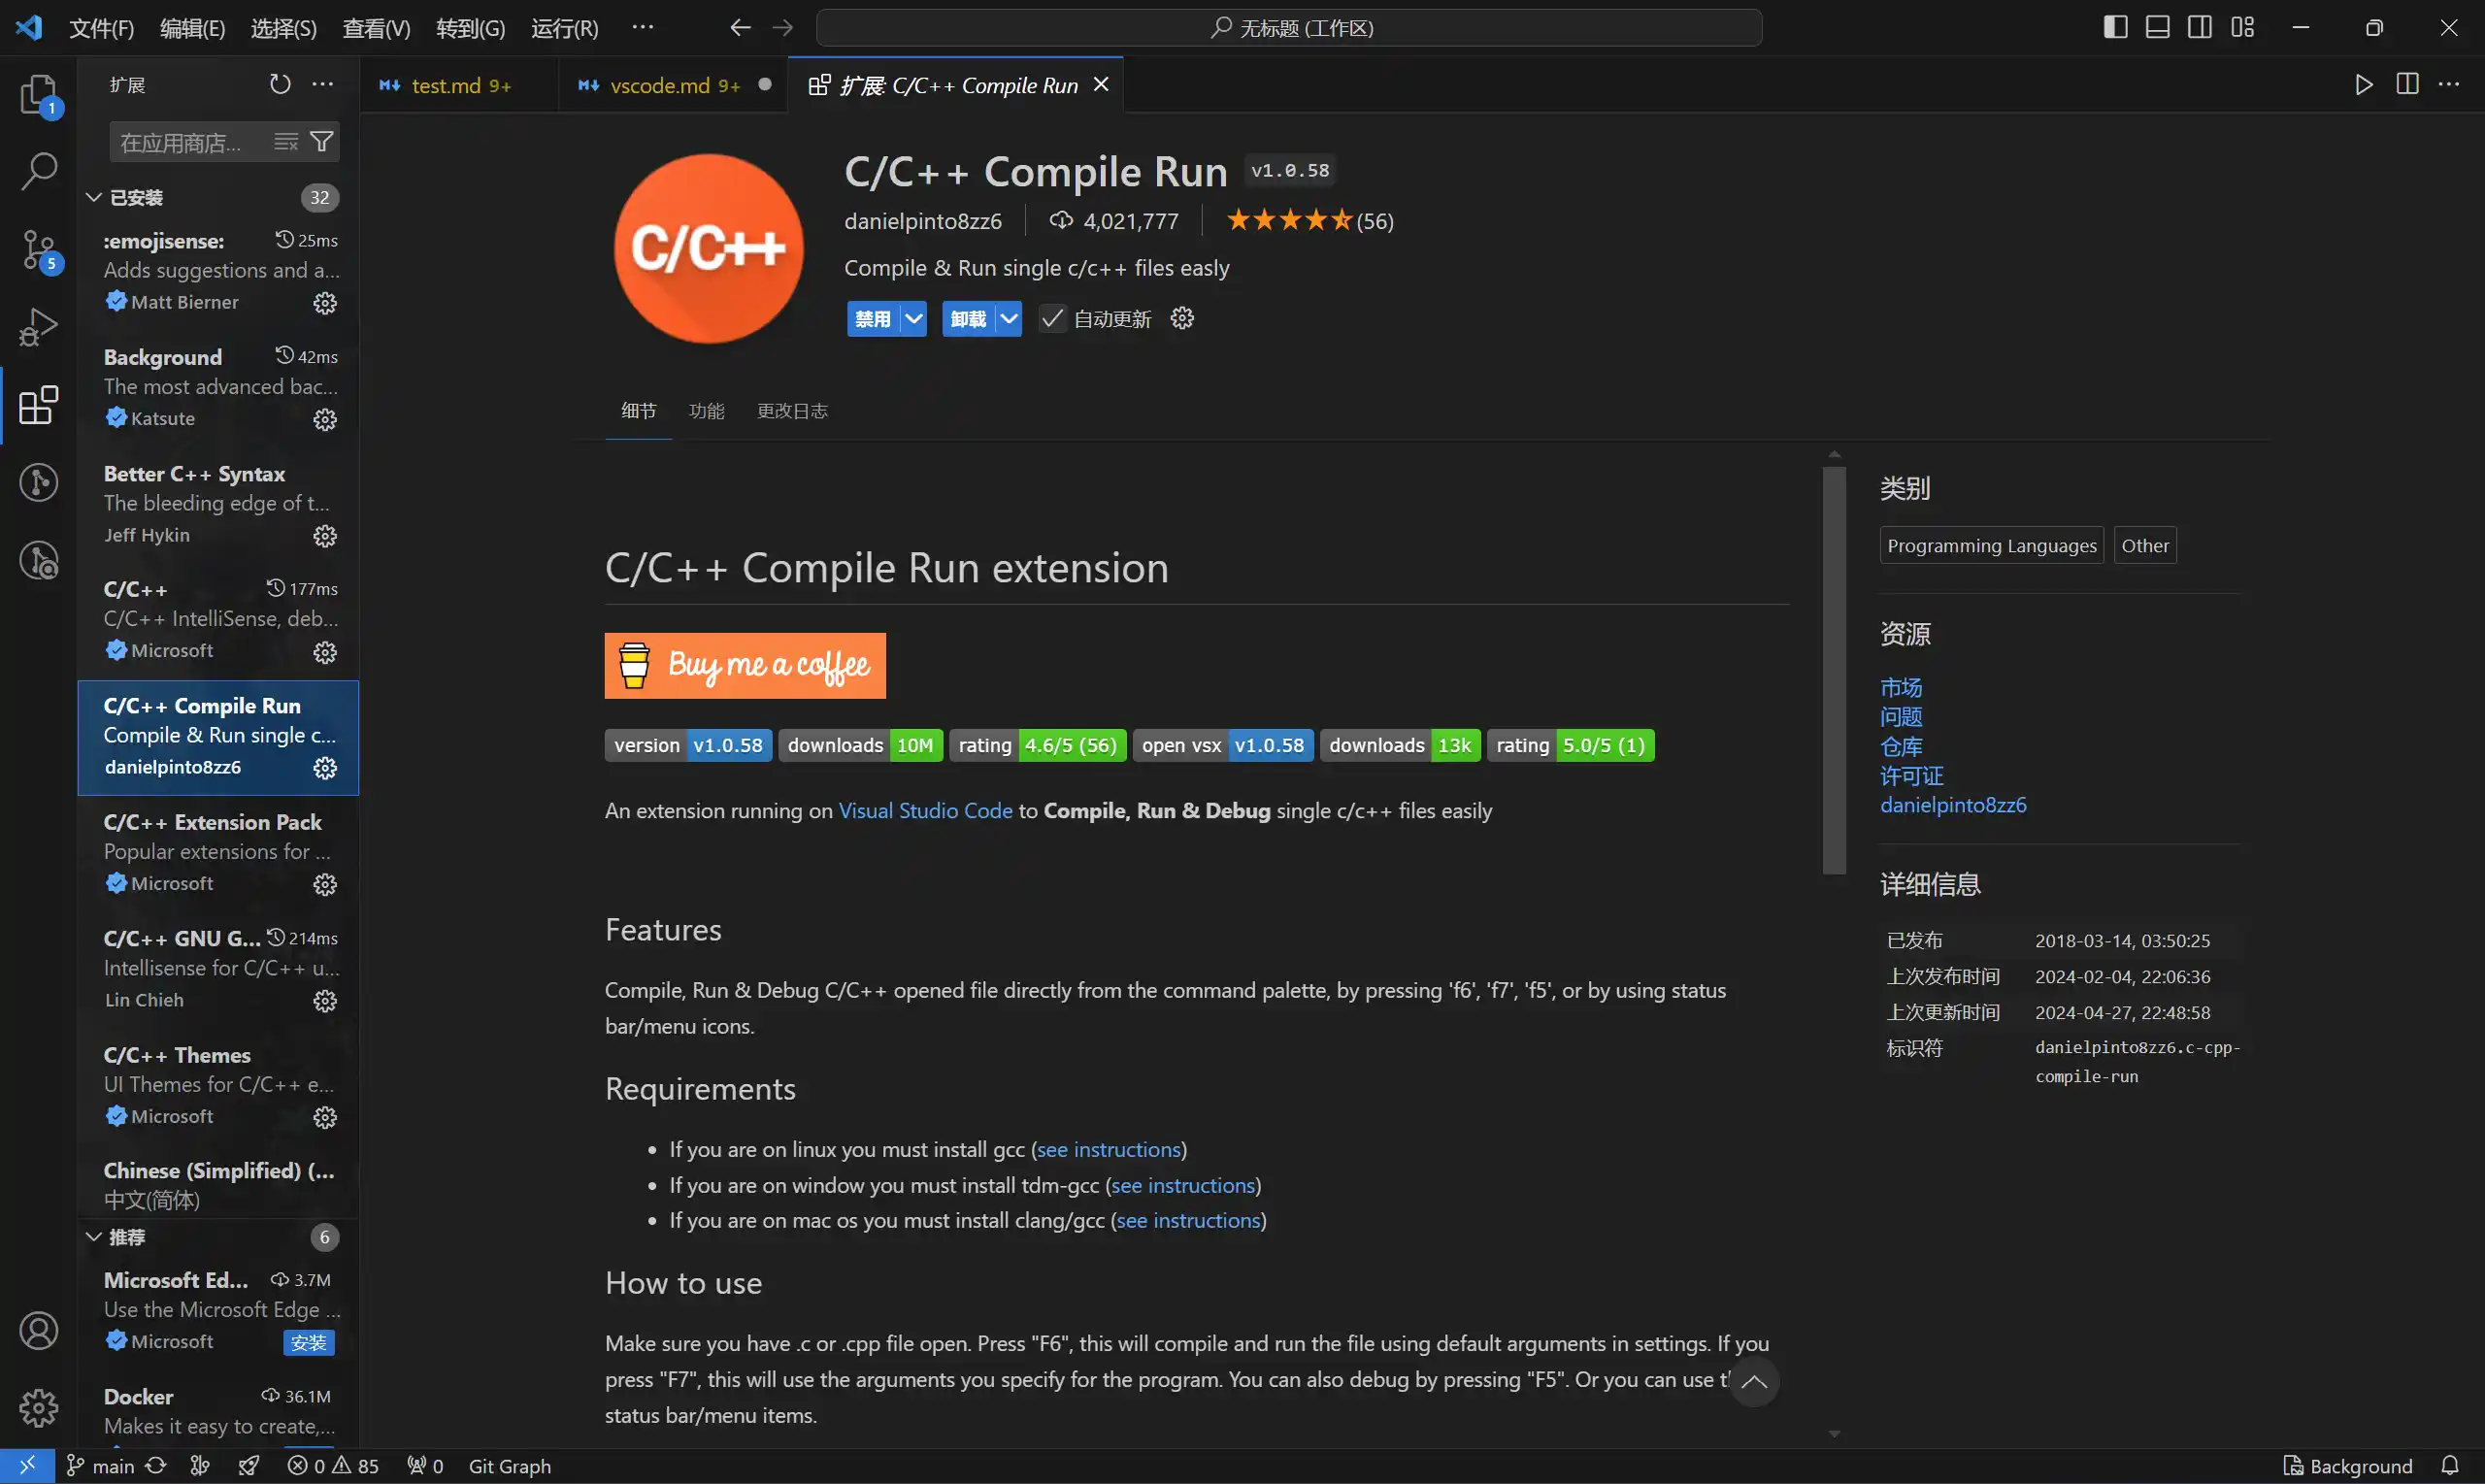 文件(F) 编辑(E) 选择(S) 查看(V) 转到(G) 运行(R) ··· 无标题 (工作区)
扩展
test.md 9+ vscode.md 9+ 扩展: C/C++ Compile Run
在应用商店...
已安装 32
:emojisense: 25ms
Adds suggestions and a...
Matt Bierner
Background 42ms
The most advanced bac...
Katsute
Better C++ Syntax
The bleeding edge of t...
Jeff Hykin
C/C++ 177ms
C/C++ IntelliSense, deb...
Microsoft
C/C++ Compile Run
Compile & Run single c...
danielpinto8zz6
C/C++ Extension Pack
Popular extensions for ...
Microsoft
C/C++ GNU G... 214ms
Intellisense for C/C++ u...
Lin Chieh
C/C++ Themes
UI Themes for C/C++ e...
Microsoft
Chinese (Simplified) (...
中文(简体)
推荐 6
Microsoft Ed... 3.7M
Use the Microsoft Edge ...
Microsoft 安装
Docker 36.1M
Makes it easy to create,...
1
5
C/C++
C/C++ Compile Run v1.0.58
danielpinto8zz6 4,021,777 (56)
Compile & Run single c/c++ files easly
禁用 卸载 自动更新
细节 功能 更改日志
C/C++ Compile Run extension
Buy me a coffee
version v1.0.58 downloads 10M rating 4.6/5 (56) open vsx v1.0.58 downloads 13k rating 5.0/5 (1)
An extension running on Visual Studio Code to Compile, Run & Debug single c/c++ files easily
Features
Compile, Run & Debug C/C++ opened file directly from the command palette, by pressing 'f6', 'f7', 'f5', or by using status
bar/menu icons.
Requirements
• If you are on linux you must install gcc (see instructions)
• If you are on window you must install tdm-gcc (see instructions)
• If you are on mac os you must install clang/gcc (see instructions)
How to use
Make sure you have .c or .cpp file open. Press "F6", this will compile and run the file using default arguments in settings. If you
press "F7", this will use the arguments you specify for the program. You can also debug by pressing "F5". Or you can use
status bar/menu items.
类别
Programming Languages Other
资源
市场
问题
仓库
许可证
danielpinto8zz6
详细信息
已发布 2018-03-14, 03:50:25
上次发布时间 2024-02-04, 22:06:36
上次更新时间 2024-04-27, 22:48:58
标识符 danielpinto8zz6.c-cpp-
compile-run
main 0 85 0 Git Graph Background